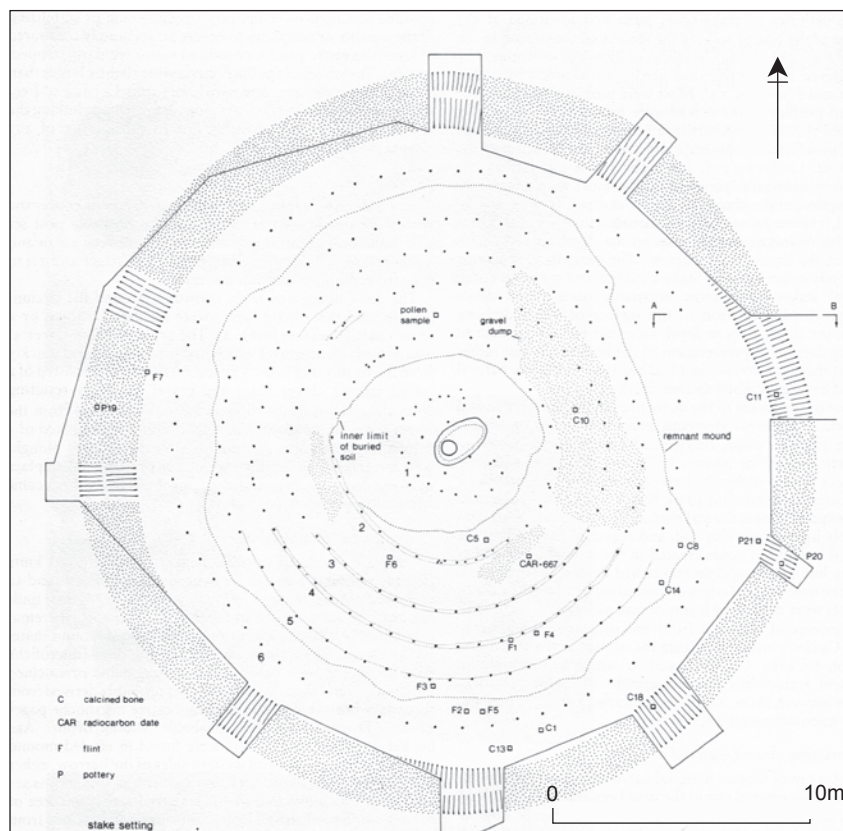 A
B
pollen
sample
gravel
dump
F7
P19
C11
C10
inner limit
of buried
soil
remnant mound
1
2
C5
F6
CAR-667
C8
P21
P20
3
C14
4
5
F1
F4
6
F3
C18
F2
F5
C1
C13
C calcined bone
CAR radiocarbon date
F flint
P pottery
stake setting
0
10m